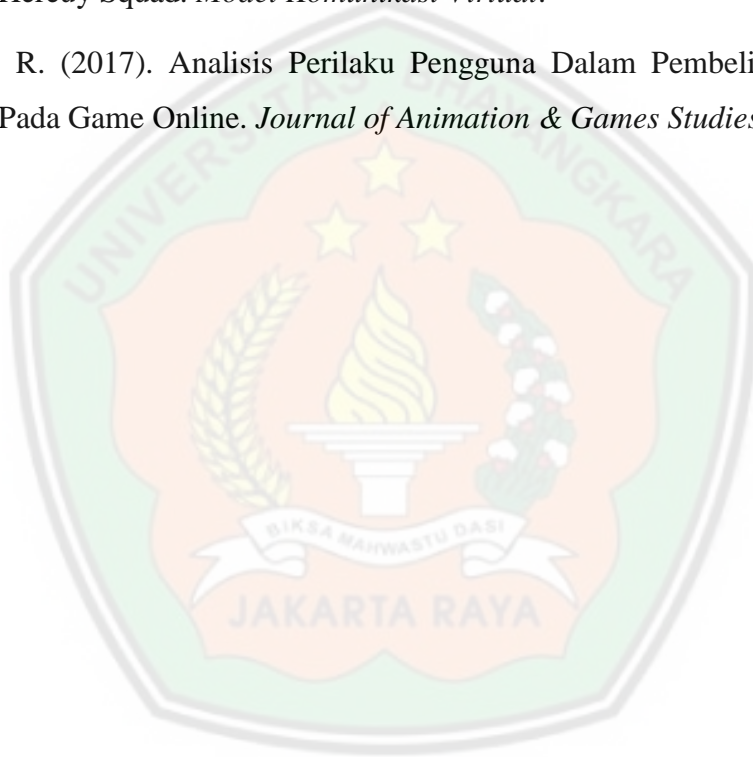 Squad. Model Komunikasi Virtual.
R. (2017). Analisis Perilaku Pengguna Dalam Pembeli
Pada Game Online. Journal of Animation & Games Studies
UNIVERSITAS BHAYANGKARA
BIKSA MAHWASTU DASI
JAKARTA RAYA